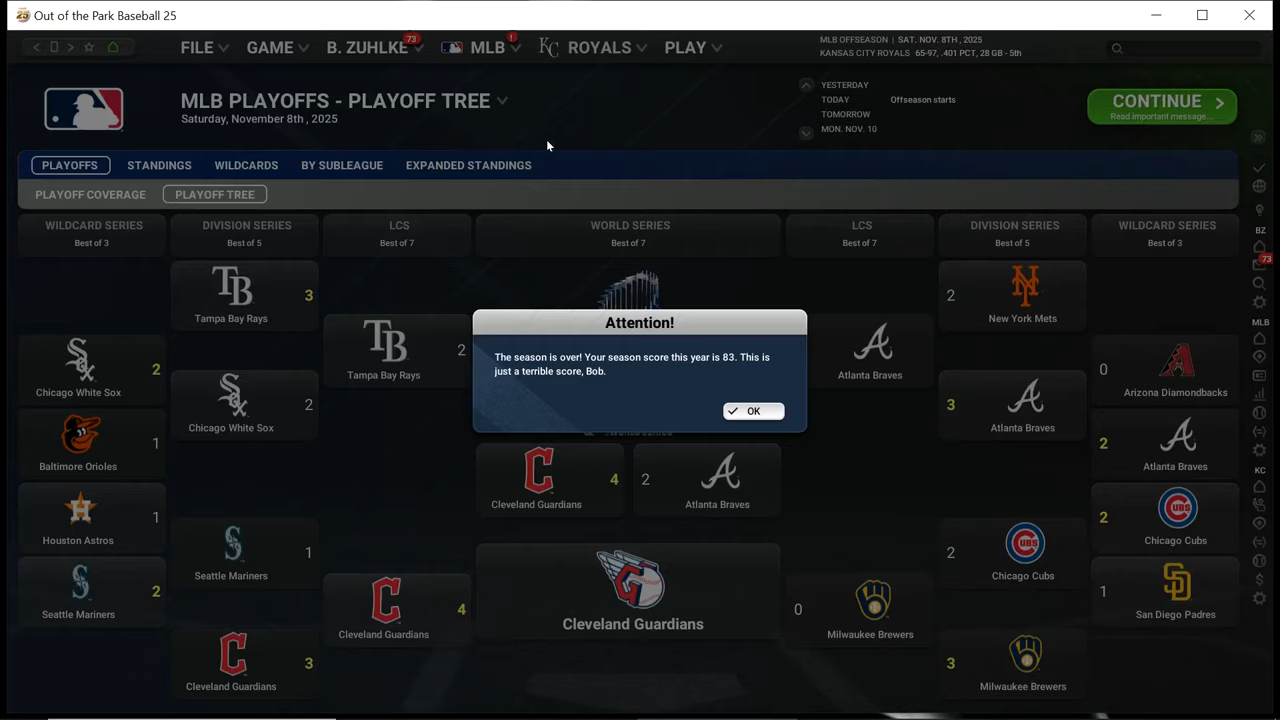 Out of the Park Baseball 25
FILE GAME B. ZUHLKE 73 MLB ! ROYALS PLAY
MLB OFFSEASON | SAT. NOV. 8TH , 2025
KANSAS CITY ROYALS 65-97, .401 PCT, 28 GB - 5th
MLB PLAYOFFS - PLAYOFF TREE
Saturday, November 8th , 2025
YESTERDAY
TODAY Offseason starts
TOMORROW
MON. NOV. 10
CONTINUE
Read important message...
PLAYOFFS STANDINGS WILDCARDS BY SUBLEAGUE EXPANDED STANDINGS
PLAYOFF COVERAGE PLAYOFF TREE
WILDCARD SERIES
Best of 3
DIVISION SERIES
Best of 5
LCS
Best of 7
WORLD SERIES
Best of 7
LCS
Best of 7
DIVISION SERIES
Best of 5
WILDCARD SERIES
Best of 3
Chicago White Sox 2
Baltimore Orioles 1
Houston Astros 1
Seattle Mariners 2
Tampa Bay Rays 3
Chicago White Sox 2
Seattle Mariners 1
Cleveland Guardians 3
Tampa Bay Rays 2
Cleveland Guardians 4
Attention!
The season is over! Your season score this year is 83. This is
just a terrible score, Bob.
OK
Cleveland Guardians 4
2 Atlanta Braves
Cleveland Guardians
Atlanta Braves
0 Milwaukee Brewers
2 New York Mets
3 Atlanta Braves
2 Chicago Cubs
3 Milwaukee Brewers
0 Arizona Diamondbacks
2 Atlanta Braves
2 Chicago Cubs
1 San Diego Padres
BZ
73
MLB
KC